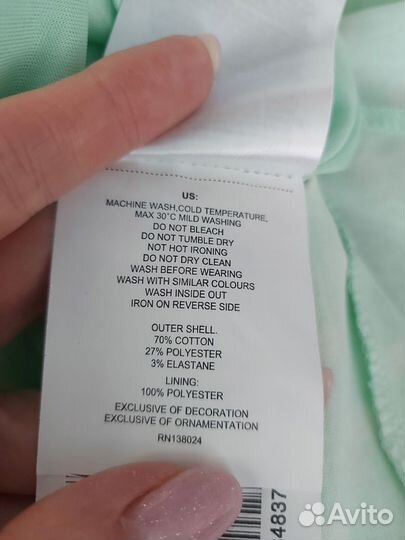 US:
MACHINE WASH,COLD TEMPERATURE,
MAX 30°C MILD WASHING
DO NOT BLEACH
DO NOT TUMBLE DRY
NOT HOT IRONING
DO NOT DRY CLEAN
WASH BEFORE WEARING
WASH WITH SIMILAR COLOURS
WASH INSIDE OUT
IRON ON REVERSE SIDE
OUTER SHELL.
70% COTTON
27% POLYESTER
3% ELASTANE
LINING:
100% POLYESTER
EXCLUSIVE OF DECORATION
EXCLUSIVE OF ORNAMENTATION
RN138024
4837
Avito